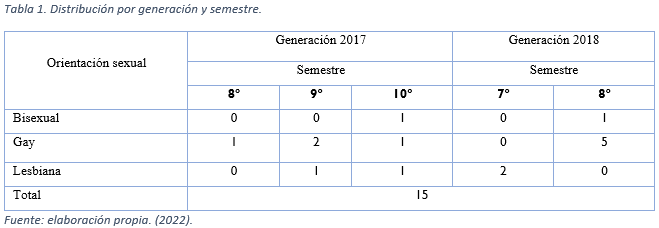 Tabla 1. Distribución por generación y semestre.
Orientación sexual Generación 2017 Generación 2018
Semestre Semestre
8° 9° 10° 7° 8°
Bisexual 0 0 1 0 1
Gay 1 2 1 0 5
Lesbiana 0 1 1 2 0
Total 15
Fuente: elaboración propia. (2022).